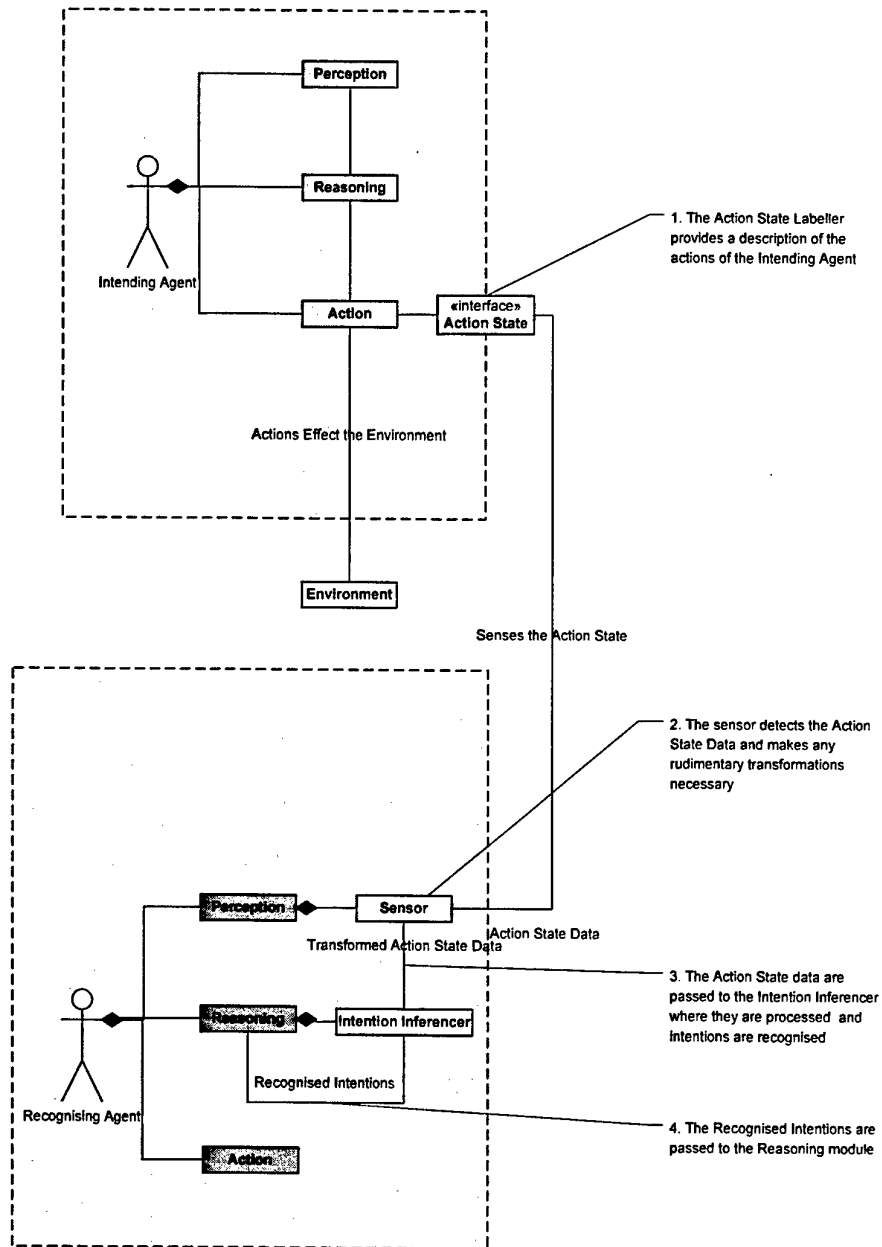 Perception
Reasoning
Intending Agent
Action
«interface»
Action State
1. The Action State Labeller
provides a description of the
actions of the Intending Agent
Actions Effect the Environment
Environment
Senses the Action State
2. The sensor detects the Action
State Data and makes any
rudimentary transformations
necessary
Perception
Sensor
Action State Data
Transformed Action State Data
3. The Action State data are
passed to the Intention Inferencer
where they are processed and
intentions are recognised
Reasoning
Intention Inferencer
Recognised Intentions
Recognising Agent
4. The Recognised Intentions are
passed to the Reasoning module
Action